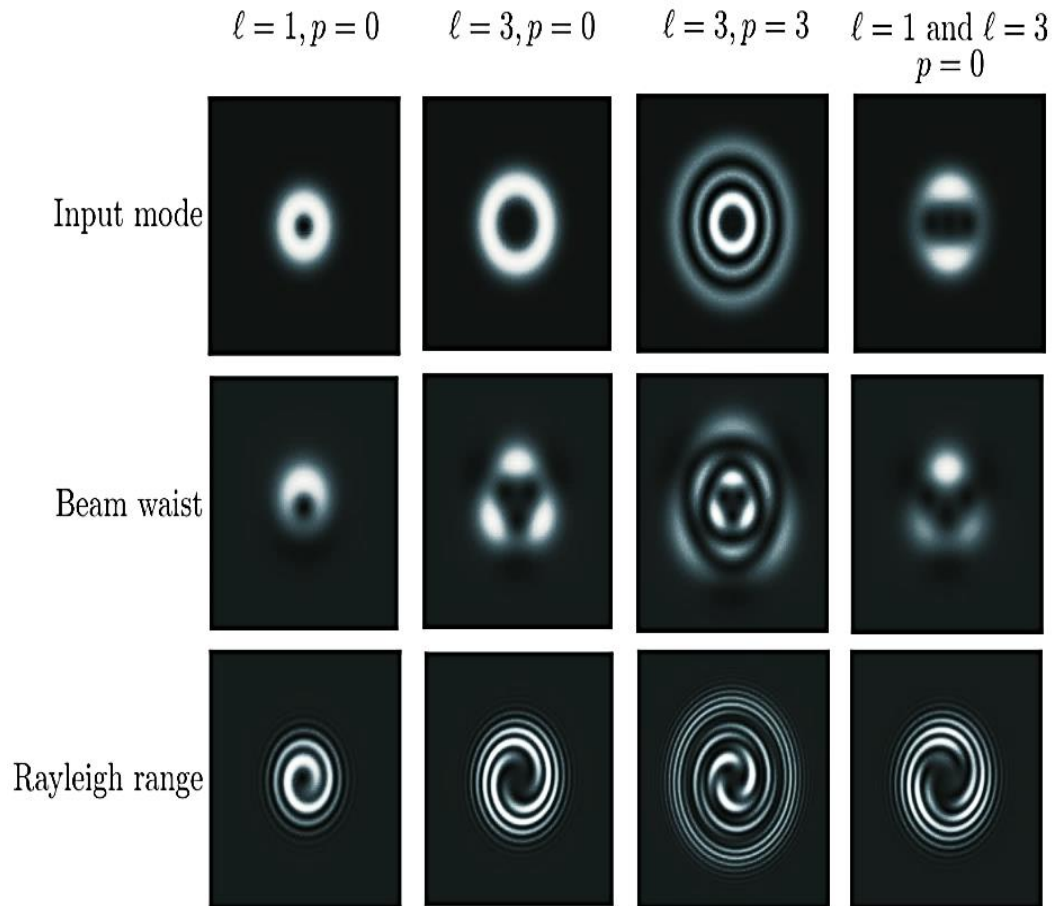 ℓ = 1, p = 0
ℓ = 3, p = 0
ℓ = 3, p = 3
ℓ = 1 and ℓ = 3
p = 0
Input mode
Beam waist
Rayleigh range